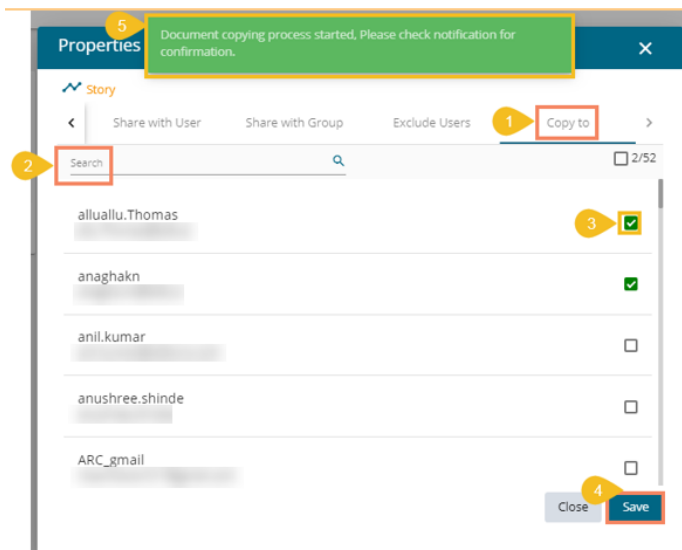 5
Document copying process started, Please check notification for
confirmation.
Properties
Story
Share with User Share with Group Exclude Users 1 Copy to
2 Search 2/52
alluallu.Thomas
3
anaghakn
anil.kumar
anushree.shinde
ARC_gmail
4
Close Save